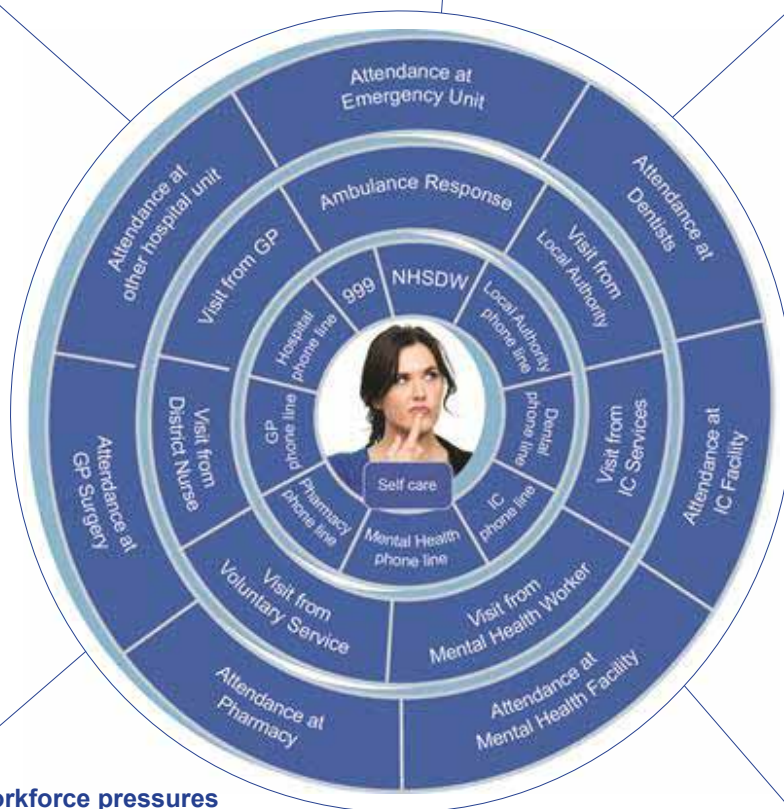 Attendance at
Emergency Unit
Attendance at
Dentists
Attendance at
IC Facility
Attendance at
Mental Health Facility
Attendance at
Pharmacy
Attendance at
GP Surgery
Attendance at
other hospital unit
Ambulance Response
Visit from
Local Authority
Visit from
IC Services
Visit from
Mental Health Worker
Visit from
Voluntary Service
Visit from
District Nurse
Visit from GP
999
NHSDW
Local Authority
phone line
Dental
phone line
IC
phone line
Mental Health
phone line
Pharmacy
phone line
GP
phone line
Hospital
phone line
Self care
pressures